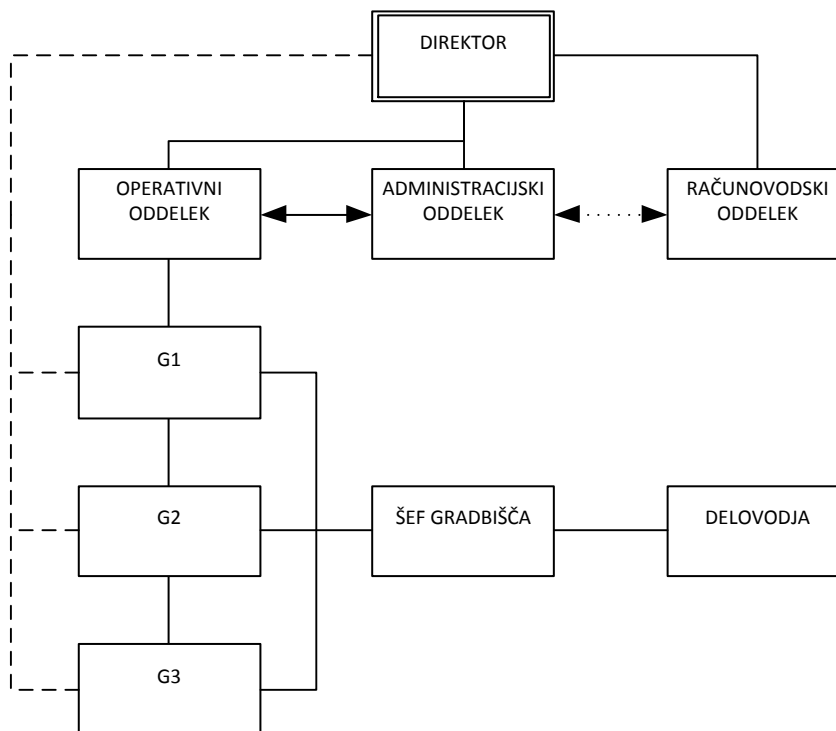 DIREKTOR
OPERATIVNI
ODDELEK
ADMINISTRACIJSKI
ODDELEK
RAČUNOVODSKI
ODDELEK
G1
G2
ŠEF GRADBIŠČA
DELOVODJA
G3